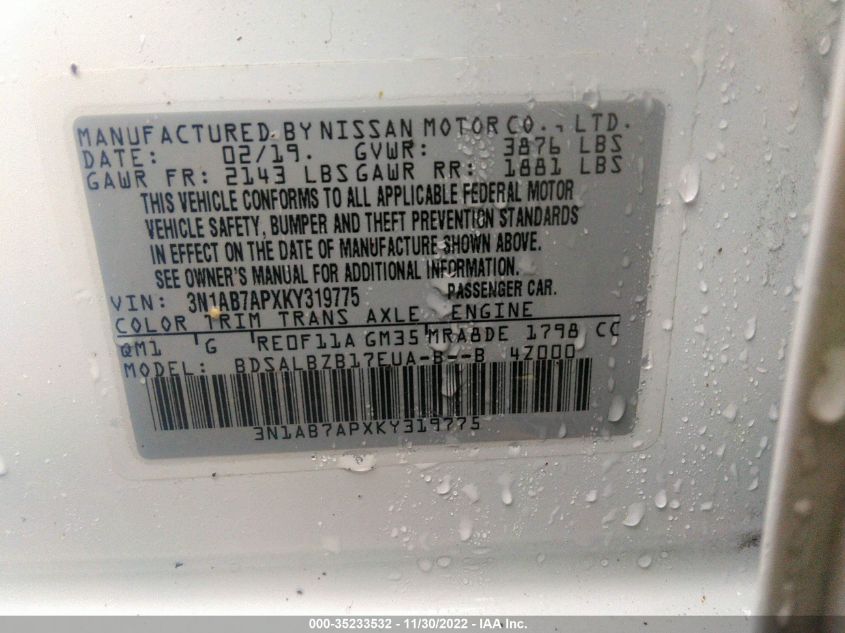 MANUFACTURED BY NISSAN MOTOR CO., LTD.
DATE: 02/19. GVWR: 3876 LBS
GAWR FR: 2143 LBS GAWR RR: 1881 LBS
THIS VEHICLE CONFORMS TO ALL APPLICABLE FEDERAL MOTOR
VEHICLE SAFETY, BUMPER AND THEFT PREVENTION STANDARDS
IN EFFECT ON THE DATE OF MANUFACTURE SHOWN ABOVE.
SEE OWNER'S MANUAL FOR ADDITIONAL INFORMATION.
VIN: 3N1AB7APXKY319775 PASSENGER CAR.
COLOR TRIM TRANS AXLE ENGINE
QM1 G RE0F11A GM35 MRA8DE 1798 CC
MODEL: BDSALBZB17EUA-B--B 4Z000
3N1AB7APXKY319775
000-35233532 - 11/30/2022 - IAA Inc.